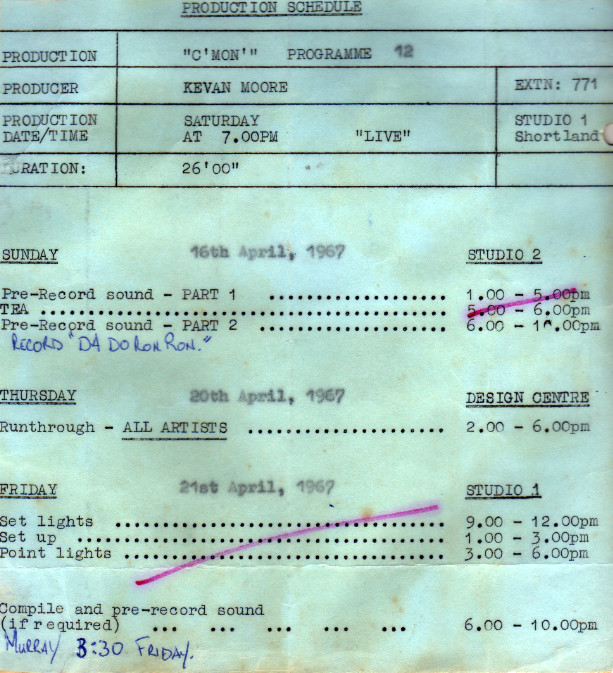 PRODUCTION SCHEDULE
PRODUCTION "C'MON'" PROGRAMME 12
PRODUCER KEVAN MOORE EXTN: 771
PRODUCTION SATURDAY STUDIO 1
DATE/TIME AT 7.00PM "LIVE" Shortland
DURATION: 26'00"
SUNDAY 16th April, 1967 STUDIO 2
Pre-Record sound - PART 1 .................... 1.00 - 5.00pm
TEA ............................................. 5.00 - 6.00pm
Pre-Record sound - PART 2 ..................... 6.00 - 10.00pm
RECORD "DA DO RON RON."
THURSDAY 20th April, 1967 DESIGN CENTRE
Runthrough - ALL ARTISTS ...................... 2.00 - 6.00pm
FRIDAY 21st April, 1967 STUDIO 1
Set lights ..................................... 9.00 - 12.00pm
Set up ......................................... 1.00 - 3.00pm
Point lights ................................... 3.00 - 6.00pm
Compile and pre-record sound
(if required) ... ... ... ... ... 6.00 - 10.00pm
MURRAY 3:30 FRIDAY.